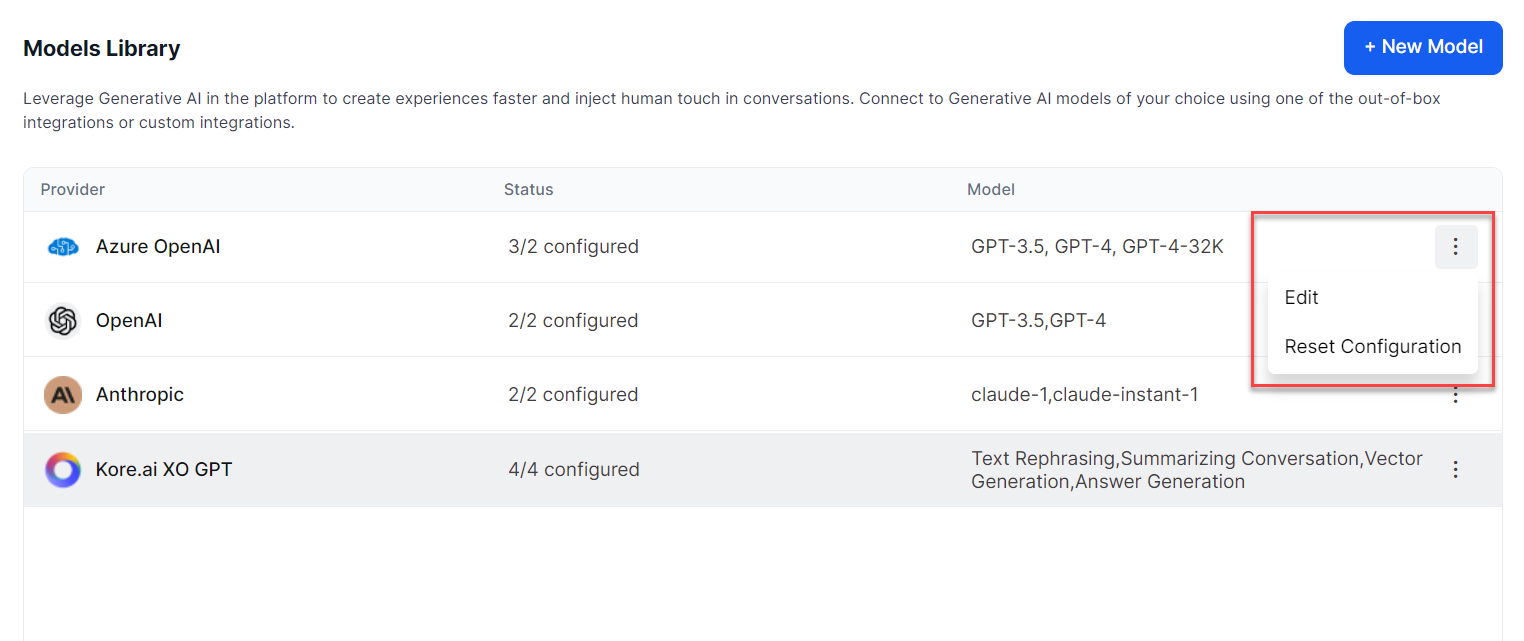 Models Library
+ New Model
Leverage Generative AI in the platform to create experiences faster and inject human touch in conversations. Connect to Generative AI models of your choice using one of the out-of-box
integrations or custom integrations.
Provider Status Model
Azure OpenAI 3/2 configured GPT-3.5, GPT-4, GPT-4-32K
Edit
OpenAI 2/2 configured GPT-3.5,GPT-4
Reset Configuration
Anthropic 2/2 configured claude-1,claude-instant-1
Kore.ai XO GPT 4/4 configured Text Rephrasing,Summarizing Conversation,Vector
Generation,Answer Generation